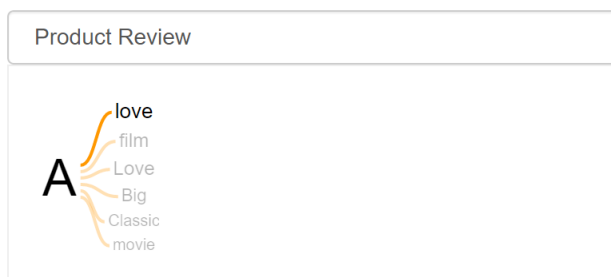 Product Review
love
film
A
Love
Big
Classic
movie